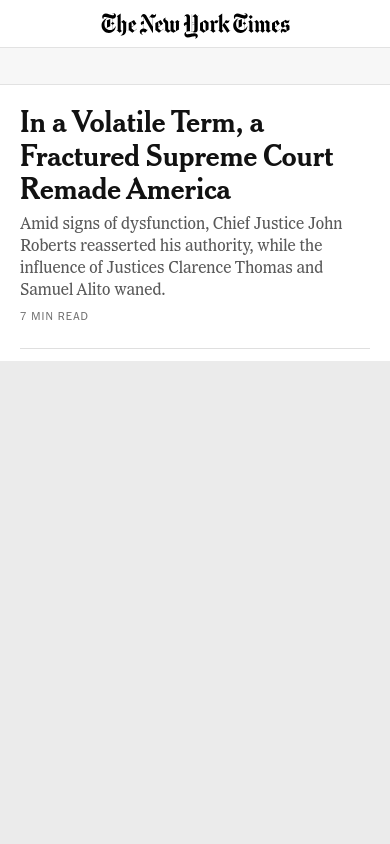 The New York Times
In a Volatile Term, a
Fractured Supreme Court
Remade America
Amid signs of dysfunction, Chief Justice John
Roberts reasserted his authority, while the
influence of Justices Clarence Thomas and
Samuel Alito waned.
7 MIN READ